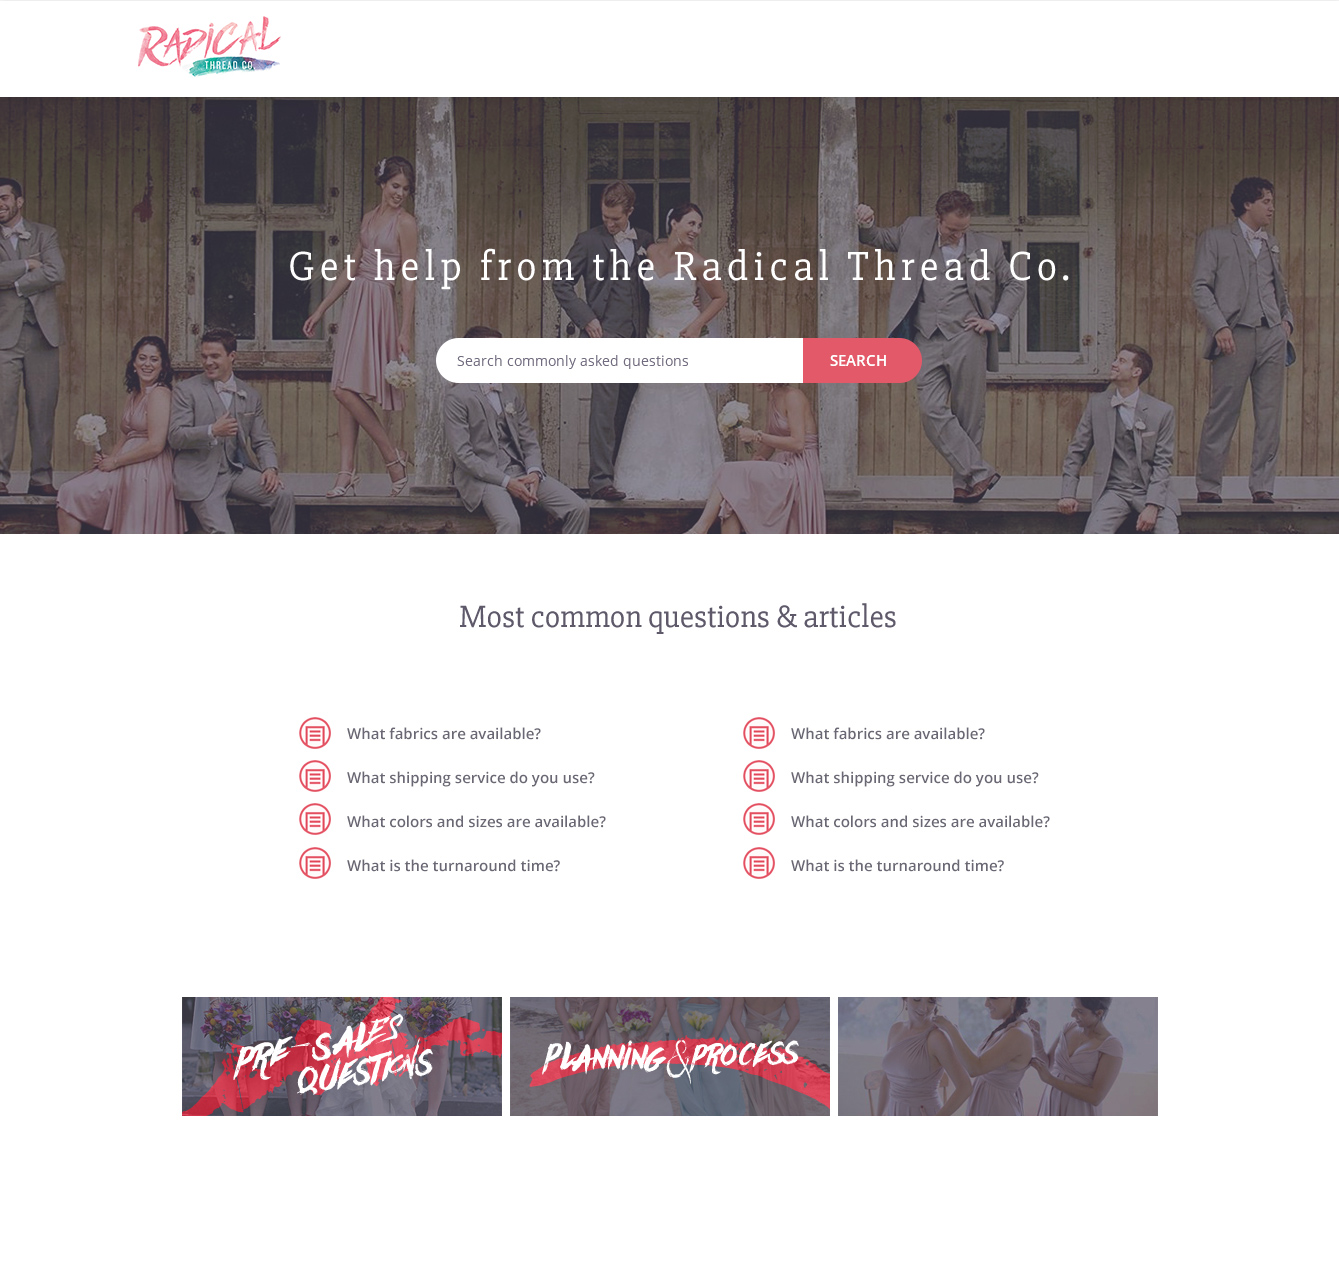 RADICAL
THREAD CO.
Get help from the Radical Thread Co.
Search commonly asked questions
SEARCH
Most common questions & articles
What fabrics are available?
What shipping service do you use?
What colors and sizes are available?
What is the turnaround time?
What fabrics are available?
What shipping service do you use?
What colors and sizes are available?
What is the turnaround time?
PRE-SALES
QUESTIONS
PLANNING & PROCESS